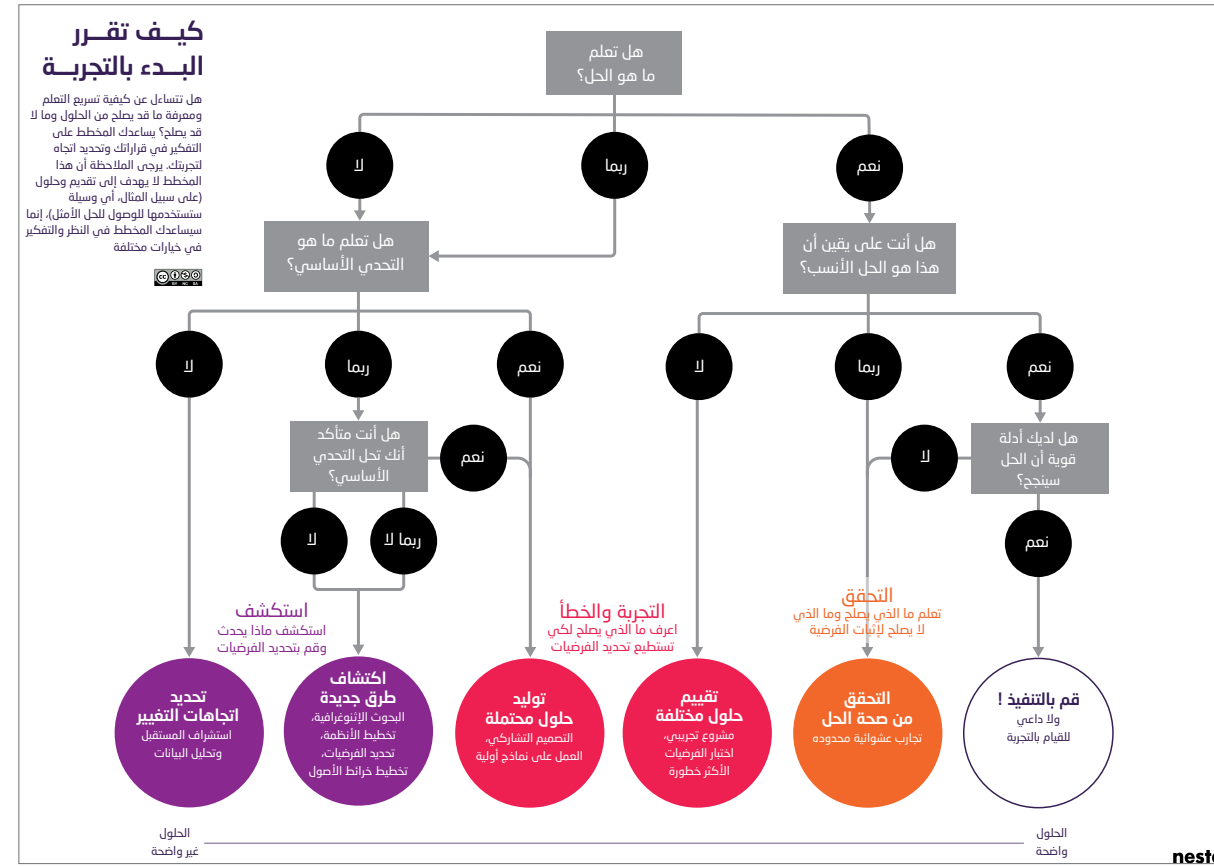 كيــف تقــرر
البــدء بالتجربــة
هل تتساءل عن كيفية تسريع التعلم
ومعرفة ما قد يصلح من الحلول وما لا
قد يصلح؟ يساعدك المخطط على
التفكير في قراراتك وتحديد اتجاه
لتجربتك. يرجى الملاحظة أن هذا
المخطط لا يهدف إلى تقديم وحلول
(على سبيل المثال، أي وسيلة
ستستخدمها للوصول للحل الأمثل)، إنما
سيساعدك المخطط في النظر والتفكير
في خيارات مختلفة
cc
BY NC SA
هل تعلم
ما هو الحل؟
نعم
ربما
لا
هل أنت على يقين أن
هذا هو الحل الأنسب؟
هل تعلم ما هو
التحدي الأساسي؟
نعم
ربما
لا
نعم
ربما
لا
هل لديك أدلة
قوية أن الحل
سينجح؟
لا
نعم
هل أنت متأكد
أنك تحل التحدي
الأساسي؟
نعم
ربما لا
لا
التحقق
تعلم ما الذي يصلح وما الذي
لا يصلح لإثبات الفرضية
التجربة والخطأ
اعرف ما الذي يصلح لكي
تستطيع تحديد الفرضيات
استكشف
استكشف ماذا يحدث
وقم بتحديد الفرضيات
قم بالتنفيذ !
ولا داعي
للقيام بالتجربة
التحقق
من صحة الحل
تجارب عشوائية محدوده
تقييم
حلول مختلفة
مشروع تجريبي،
اختبار الفرضيات
الأكثر خطورة
توليد
حلول محتملة
التصميم التشاركي،
العمل على نماذج أولية
اكتشاف
طرق جديدة
البحوث الإثنوغرافية،
تخطيط الأنظمة،
تحديد الفرضيات،
تخطيط خرائط الأصول
تحديد
اتجاهات التغيير
استشراف المستقبل
وتحليل البيانات
الحلول
واضحة
الحلول
غير واضحة
nest